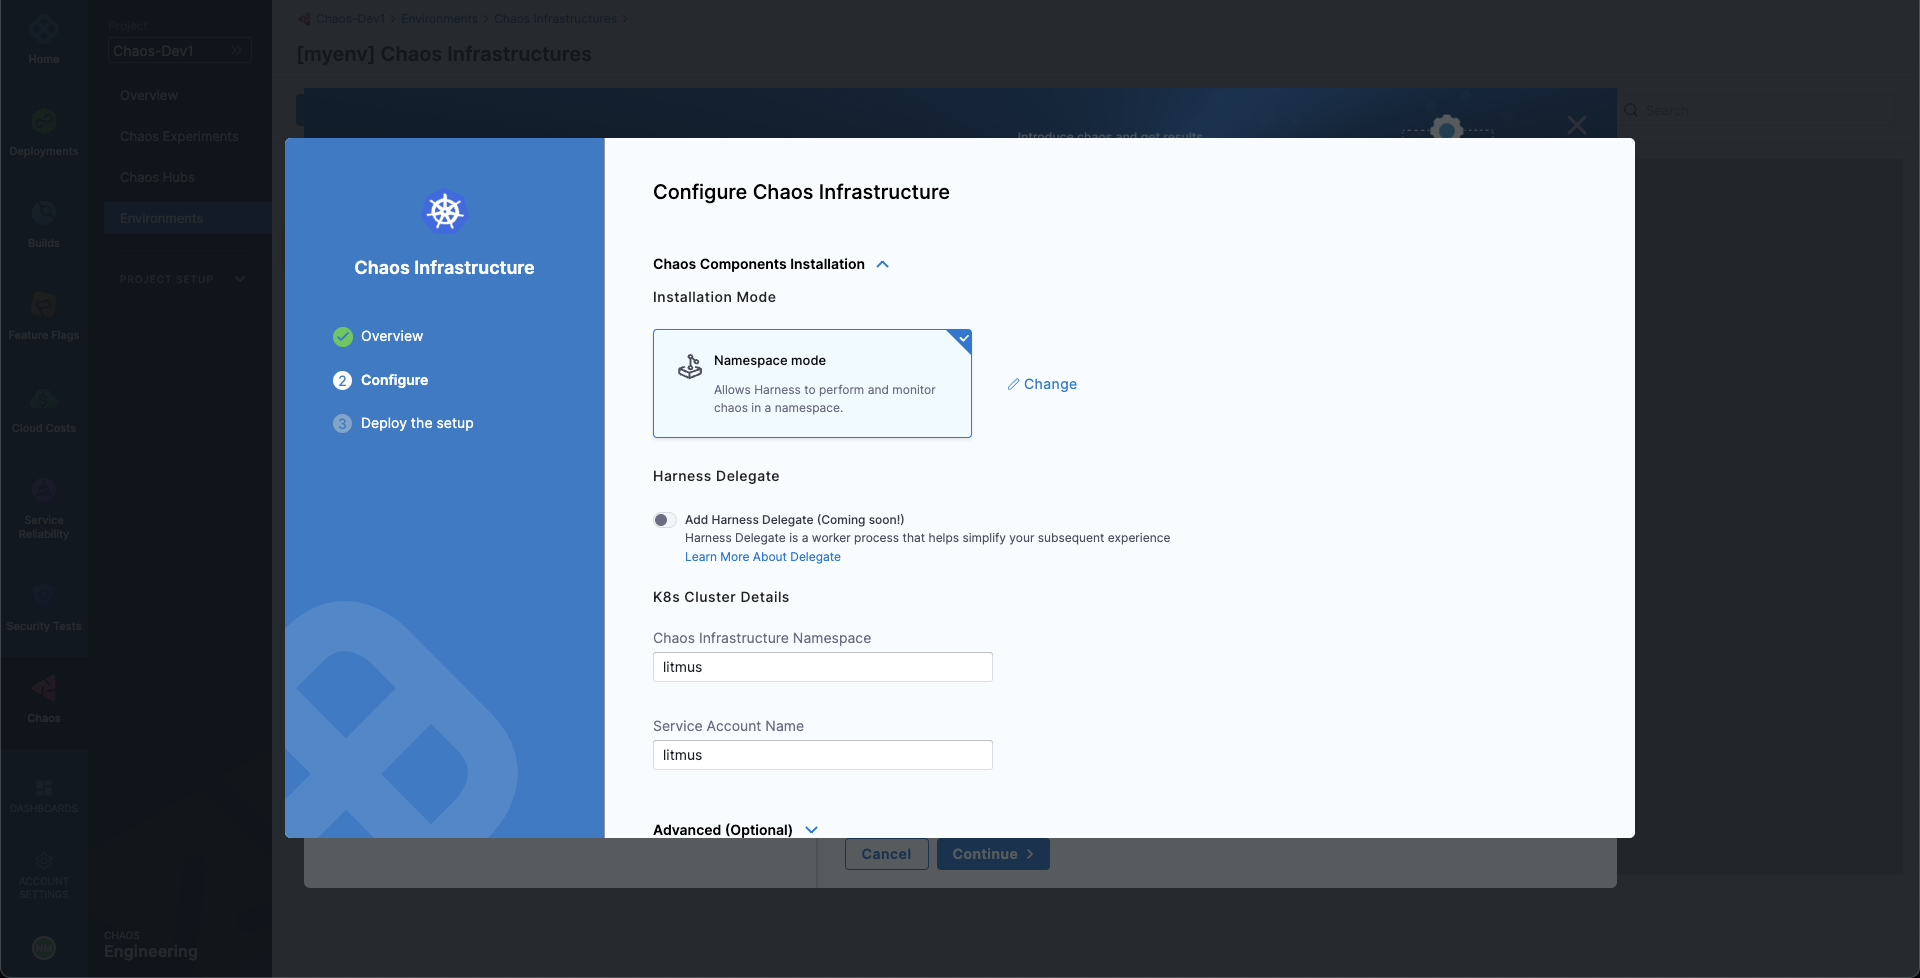 Home
Deployments
Builds
Feature Flags
Cloud Costs
Service
Reliability
Security Tests
Chaos
DASHBOARDS
ACCOUNT
SETTINGS
NM
Project
Chaos-Dev1
Overview
Chaos Experiments
Chaos Hubs
Environments
PROJECT SETUP
CHAOS
Engineering
Chaos-Dev1 > Environments > Chaos Infrastructures >
[myenv] Chaos Infrastructures
Search
Introduce chaos and get results
Chaos Infrastructure
Overview
2 Configure
3 Deploy the setup
Configure Chaos Infrastructure
Chaos Components Installation
Installation Mode
Namespace mode
Allows Harness to perform and monitor
chaos in a namespace.
Change
Harness Delegate
Add Harness Delegate (Coming soon!)
Harness Delegate is a worker process that helps simplify your subsequent experience
Learn More About Delegate
K8s Cluster Details
Chaos Infrastructure Namespace
litmus
Service Account Name
litmus
Advanced (Optional)
Cancel
Continue >